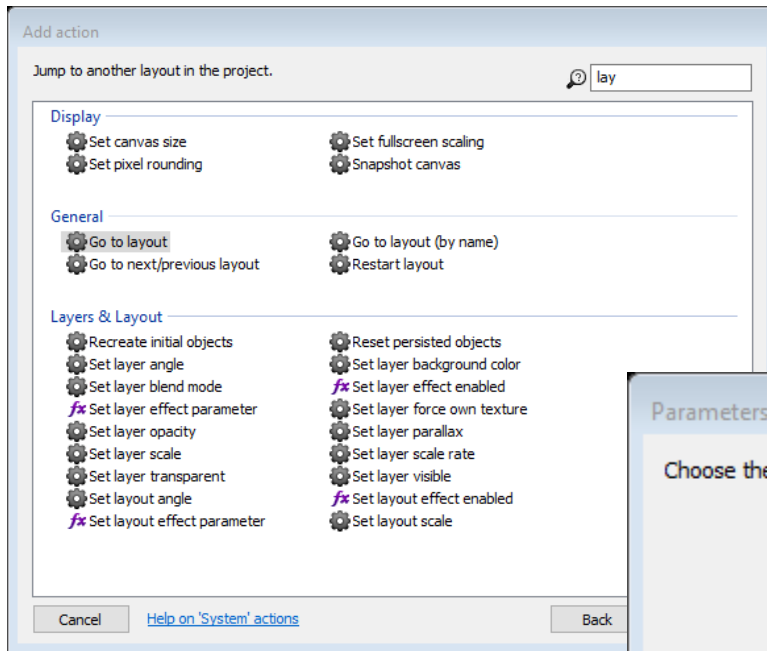 Add action
Jump to another layout in the project.
lay
Display
Set canvas size
Set fullscreen scaling
Set pixel rounding
Snapshot canvas
General
Go to layout
Go to layout (by name)
Go to next/previous layout
Restart layout
Layers & Layout
Recreate initial objects
Reset persisted objects
Set layer angle
Set layer background color
Set layer blend mode
fx Set layer effect enabled
fx Set layer effect parameter
Set layer force own texture
Set layer opacity
Set layer parallax
Set layer scale
Set layer scale rate
Set layer transparent
Set layer visible
Set layout angle
fx Set layout effect enabled
fx Set layout effect parameter
Set layout scale
Cancel
Help on 'System' actions
Back
Parameters
Choose the